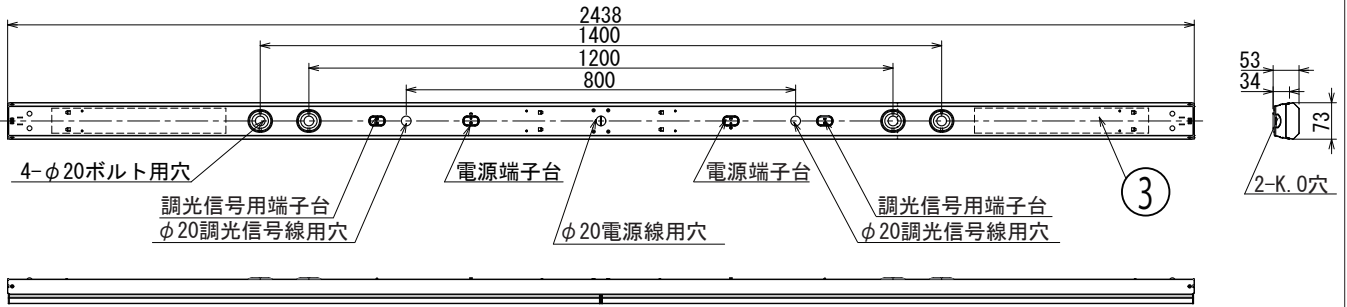 2438
1400
1200
800
53
34
73
4-φ20ボルト用穴
電源端子台
電源端子台
③
2-K.0穴
調光信号用端子台
調光信号用端子台
φ20調光信号線用穴
φ20電源線用穴
φ20調光信号線用穴